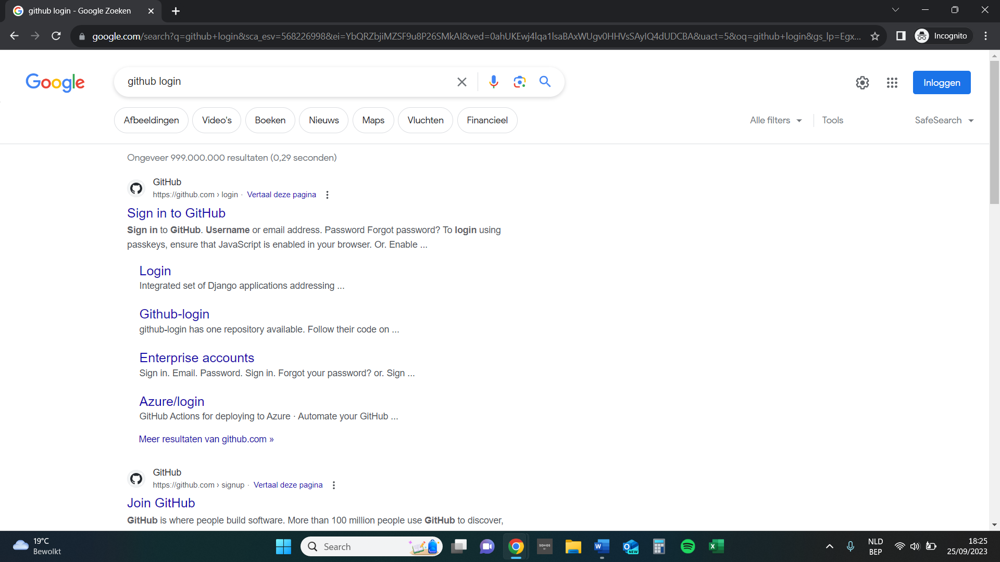 github login - Google Zoeken
google.com/search?q=github+login&sca_esv=568226998&ei=YbQRZbjiMZSF9u8P26SMkAI&ved=0ahUKEwj4lqa1lsaBAxWUgv0HHVsSAyIQ4dUDCBA&uact=5&oq=github+login&gs_lp=Egx...
Incognito
Google
github login
Inloggen
Afbeeldingen
Video's
Boeken
Nieuws
Maps
Vluchten
Financieel
Alle filters
Tools
SafeSearch
Ongeveer 999.000.000 resultaten (0,29 seconden)
GitHub
https://github.com › login · Vertaal deze pagina
Sign in to GitHub
Sign in to GitHub. Username or email address. Password Forgot password? To login using
passkeys, ensure that JavaScript is enabled in your browser. Or. Enable ...
Login
Integrated set of Django applications addressing ...
Github-login
github-login has one repository available. Follow their code on ...
Enterprise accounts
Sign in. Email. Password. Sign in. Forgot your password? or. Sign ...
Azure/login
GitHub Actions for deploying to Azure · Automate your GitHub ...
Meer resultaten van github.com »
GitHub
https://github.com › signup · Vertaal deze pagina
Join GitHub
GitHub is where people build software. More than 100 million people use GitHub to discover,
19°C
Bewolkt
Search
SONOS
NEW
NLD
BEP
18:25
25/09/2023